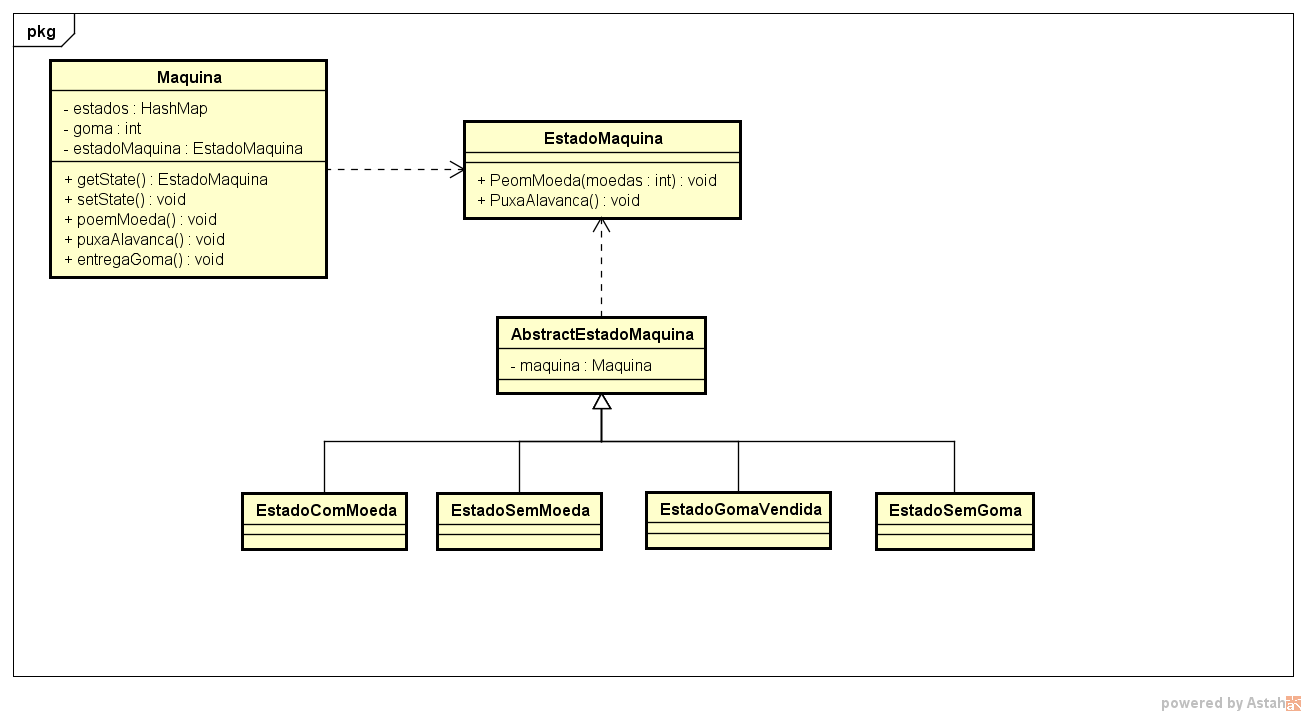 pkg
Maquina
- estados : HashMap
- goma : int
- estadoMaquina : EstadoMaquina
+ getState() : EstadoMaquina
+ setState() : void
+ poemMoeda() : void
+ puxaAlavanca() : void
+ entregaGoma() : void
EstadoMaquina
+ PeomMoeda(moedas : int) : void
+ PuxaAlavanca() : void
AbstractEstadoMaquina
- maquina : Maquina
EstadoComMoeda
EstadoSemMoeda
EstadoGomaVendida
EstadoSemGoma
powered by Astah